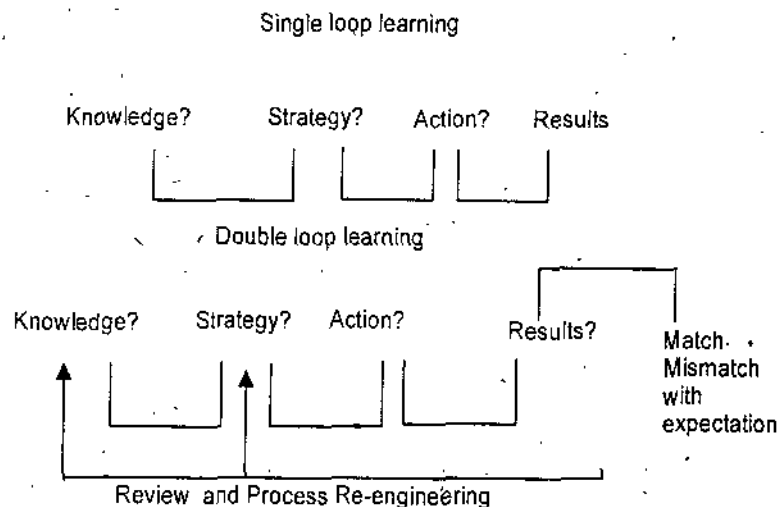 Single loop learning
Knowledge? Strategy? Action? Results
Double loop learning
Knowledge? Strategy? Action? Results?
Match-
Mismatch
with
expectation
Review and Process Re-engineering